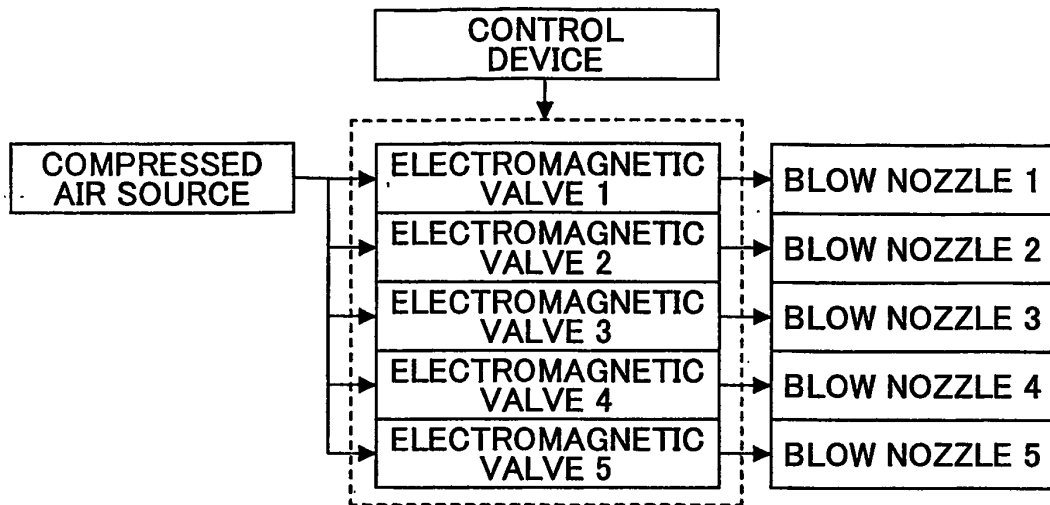 CONTROL
DEVICE
COMPRESSED
AIR SOURCE
ELECTROMAGNETIC
VALVE 1
BLOW NOZZLE 1
ELECTROMAGNETIC
VALVE 2
BLOW NOZZLE 2
ELECTROMAGNETIC
VALVE 3
BLOW NOZZLE 3
ELECTROMAGNETIC
VALVE 4
BLOW NOZZLE 4
ELECTROMAGNETIC
VALVE 5
BLOW NOZZLE 5